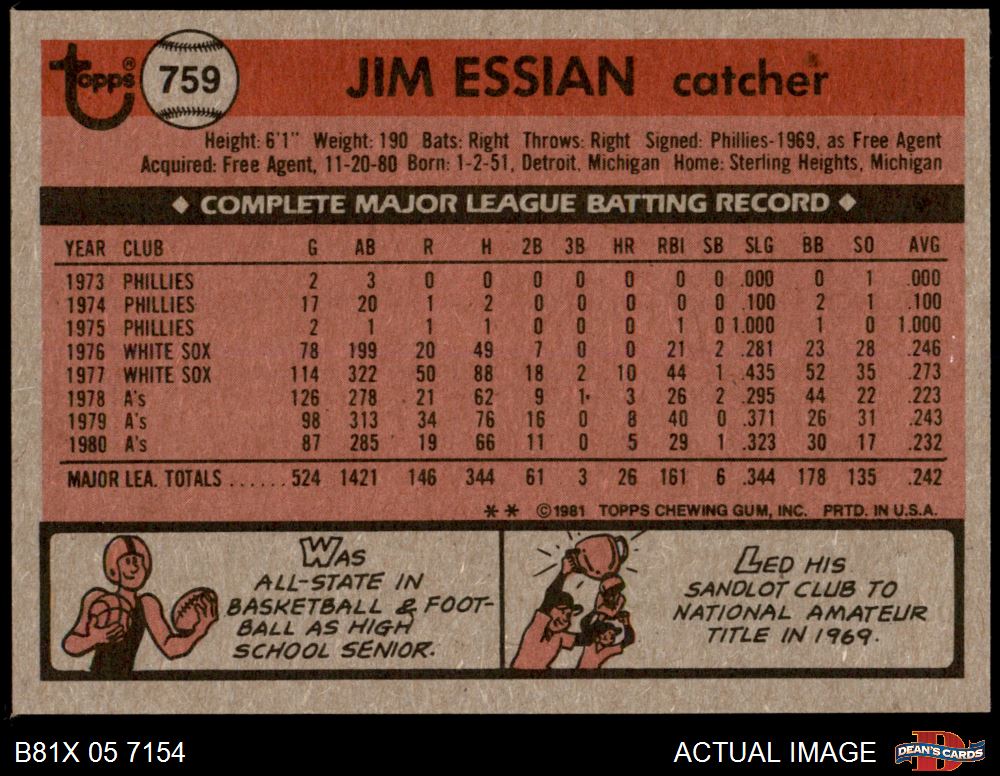 topps® 759 JIM ESSIAN catcher
Height: 6'1" Weight: 190 Bats: Right Throws: Right Signed: Phillies-1969, as Free Agent
Acquired: Free Agent, 11-20-80 Born: 1-2-51, Detroit, Michigan Home: Sterling Heights, Michigan
◆ COMPLETE MAJOR LEAGUE BATTING RECORD ◆
YEAR CLUB G AB R H 2B 3B HR RBI SB SLG BB SO AVG
1973 PHILLIES 2 3 0 0 0 0 0 0 0 .000 0 1 .000
1974 PHILLIES 17 20 1 2 0 0 0 0 0 .100 2 1 .100
1975 PHILLIES 2 1 1 1 0 0 0 1 0 1.000 1 0 1.000
1976 WHITE SOX 78 199 20 49 7 0 0 21 2 .281 23 28 .246
1977 WHITE SOX 114 322 50 88 18 2 10 44 1 .435 52 35 .273
1978 A's 126 278 21 62 9 1 3 26 2 .295 44 22 .223
1979 A's 98 313 34 76 16 0 8 40 0 .371 26 31 .243
1980 A's 87 285 19 66 11 0 5 29 1 .323 30 17 .232
MAJOR LEA. TOTALS ...... 524 1421 146 344 61 3 26 161 6 .344 178 135 .242
** ©1981 TOPPS CHEWING GUM, INC. PRTD. IN U.S.A.
WAS
ALL-STATE IN
BASKETBALL & FOOT-
BALL AS HIGH
SCHOOL SENIOR.
LED HIS
SANDLOT CLUB TO
NATIONAL AMATEUR
TITLE IN 1969.
B81X 05 7154 ACTUAL IMAGE DEAN'S CARDS